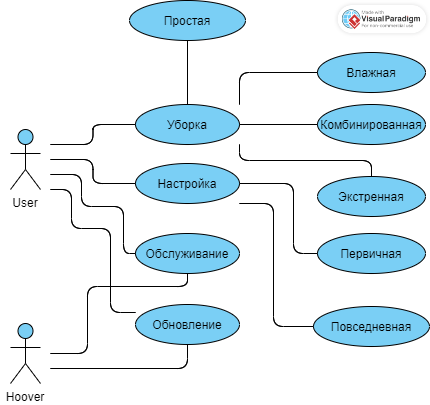 Простая
Made with
Visual Paradigm
For non-commercial use
Влажная
Уборка
Комбинированная
Настройка
Экстренная
User
Обслуживание
Первичная
Обновление
Повседневная
Hoover